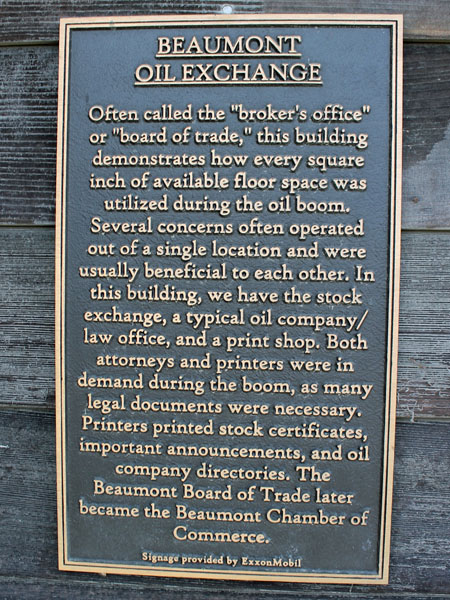 BEAUMONT
OIL EXCHANGE
Often called the "broker's office"
or "board of trade," this building
demonstrates how every square
inch of available floor space was
utilized during the oil boom.
Several concerns often operated
out of a single location and were
usually beneficial to each other. In
this building, we have the stock
exchange, a typical oil company/
law office, and a print shop. Both
attorneys and printers were in
demand during the boom, as many
legal documents were necessary.
Printers printed stock certificates,
important announcements, and oil
company directories. The
Beaumont Board of Trade later
became the Beaumont Chamber of
Commerce.
Signage provided by ExxonMobil